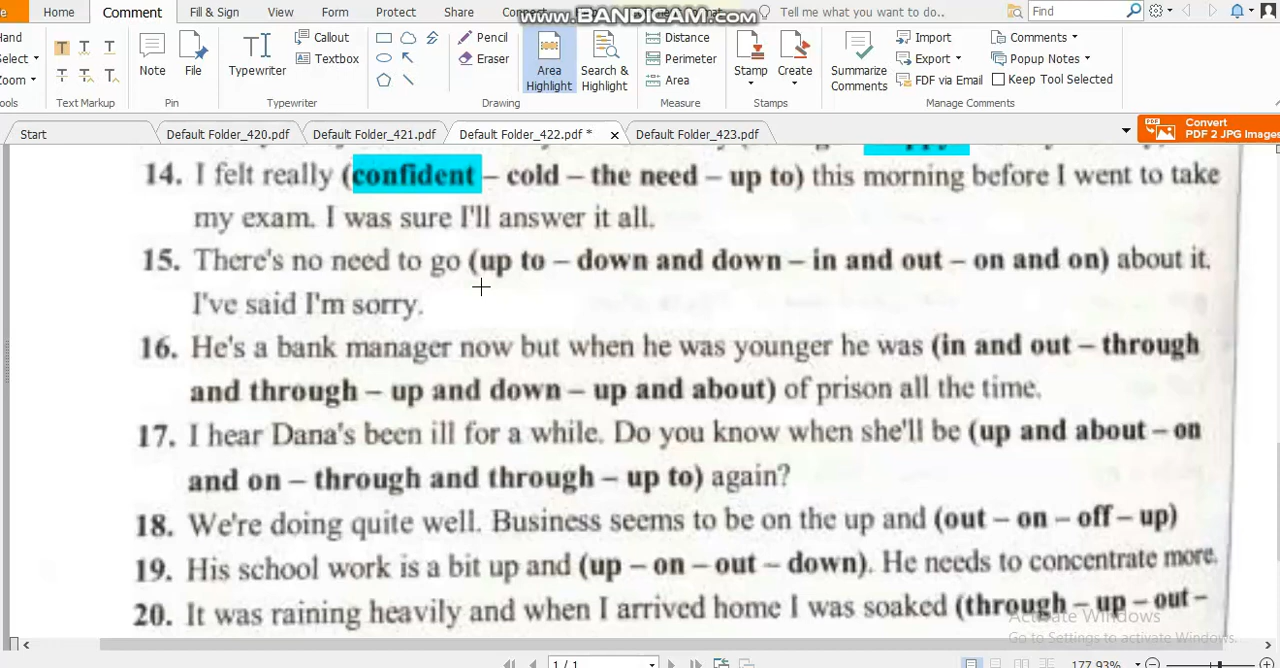 Home Comment Fill & Sign View Form Protect Share www.BANDICAM.com Tell me what you want to do.. Find
Hand T T T Note File Typewriter Callout Pencil Area Highlight Search & Highlight Distance Stamp Create Summarize Comments Import Comments
Select Textbox Eraser Perimeter Export Popup Notes
Zoom T T T Area FDF via Email Keep Tool Selected
Text Markup Pin Typewriter Drawing Measure Stamps Manage Comments
Start Default Folder_420.pdf Default Folder_421.pdf Default Folder_422.pdf * × Default Folder_423.pdf Convert
PDF 2 JPG Images
14. I felt really (confident – cold – the need – up to) this morning before I went to take
my exam. I was sure I'll answer it all.
15. There's no need to go (up to – down and down – in and out – on and on) about it.
I've said I'm sorry.
16. He's a bank manager now but when he was younger he was (in and out – through
and through – up and down – up and about) of prison all the time.
17. I hear Dana's been ill for a while. Do you know when she'll be (up and about – on
and on – through and through – up to) again?
18. We're doing quite well. Business seems to be on the up and (out – on – off – up)
19. His school work is a bit up and (up – on – out – down). He needs to concentrate more.
20. It was raining heavily and when I arrived home I was soaked (through – up – out –
Activate Windows
Go to Settings to activate Windows.
1 / 1 177.93%